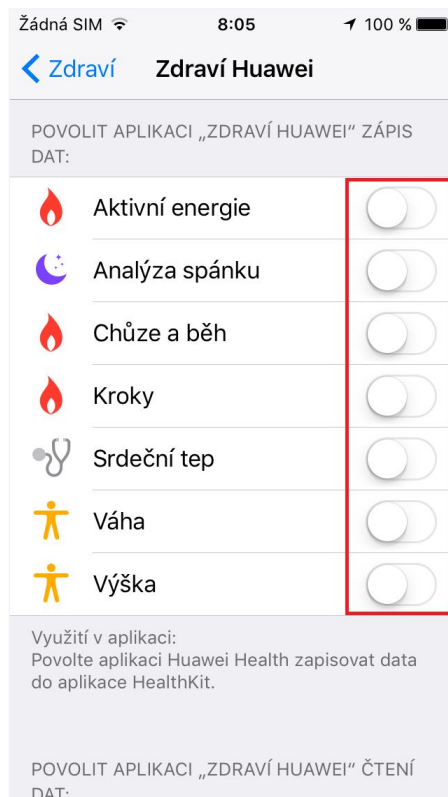 Žádná SIM 8:05 100 %
Zdraví Zdraví Huawei
POVOLIT APLIKACI „ZDRAVÍ HUAWEI“ ZÁPIS
DAT:
Aktivní energie
Analýza spánku
Chůze a běh
Kroky
Srdeční tep
Váha
Výška
Využití v aplikaci:
Povolte aplikaci Huawei Health zapisovat data
do aplikace HealthKit.
POVOLIT APLIKACI „ZDRAVÍ HUAWEI“ ČTENÍ
DAT: